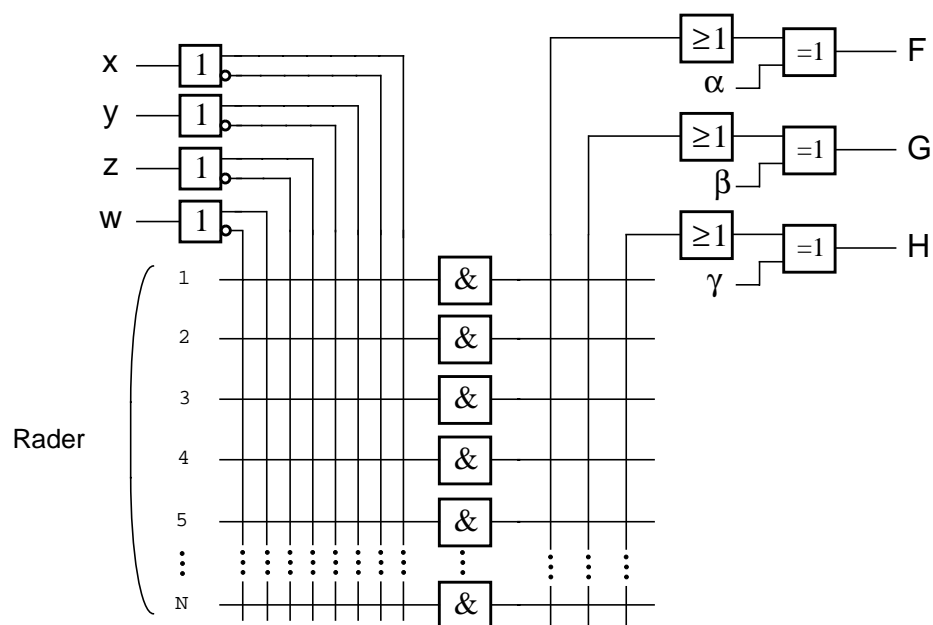 x 1
y 1
z 1
w 1
≥1 =1 F
α
≥1 =1 G
β
≥1 =1 H
γ
Rader
1 &
2 &
3 &
4 &
5 &
N &